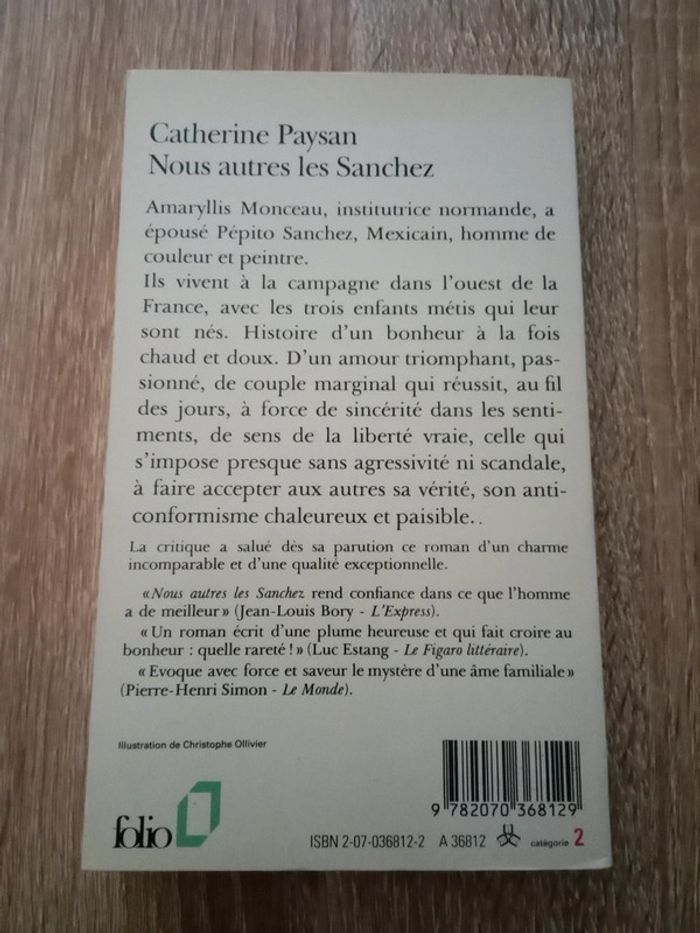 Catherine Paysan
Nous autres les Sanchez
Amaryllis Monceau, institutrice normande, a
épousé Pépito Sanchez, Mexicain, homme de
couleur et peintre.
Ils vivent à la campagne dans l'ouest de la
France, avec les trois enfants métis qui leur
sont nés. Histoire d'un bonheur à la fois
chaud et doux. D'un amour triomphant, pas-
sionné, de couple marginal qui réussit, au fil
des jours, à force de sincérité dans les senti-
ments, de sens de la liberté vraie, celle qui
s'impose presque sans agressivité ni scandale,
à faire accepter aux autres sa vérité, son anti-
conformisme chaleureux et paisible..
La critique a salué dès sa parution ce roman d'un charme
incomparable et d'une qualité exceptionnelle.
« Nous autres les Sanchez rend confiance dans ce que l'homme
a de meilleur » (Jean-Louis Bory - L'Express).
« Un roman écrit d'une plume heureuse et qui fait croire au
bonheur : quelle rareté ! » (Luc Estang - Le Figaro littéraire).
« Evoque avec force et saveur le mystère d'une âme familiale »
(Pierre-Henri Simon - Le Monde).
Illustration de Christophe Ollivier
9 782070 368129
folio
ISBN 2-07-036812-2 A 36812 catégorie 2